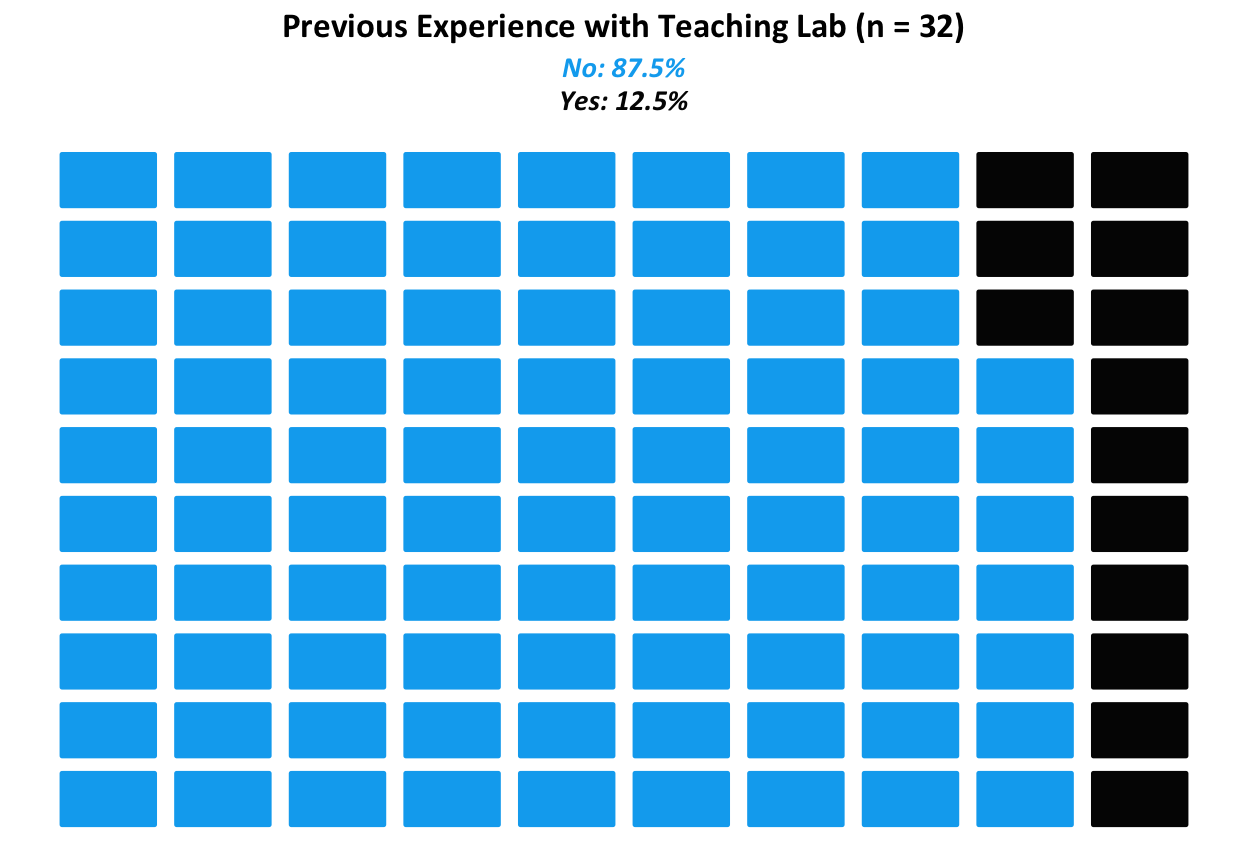 Previous Experience with Teaching Lab (n = 32)
No: 87.5%
Yes: 12.5%